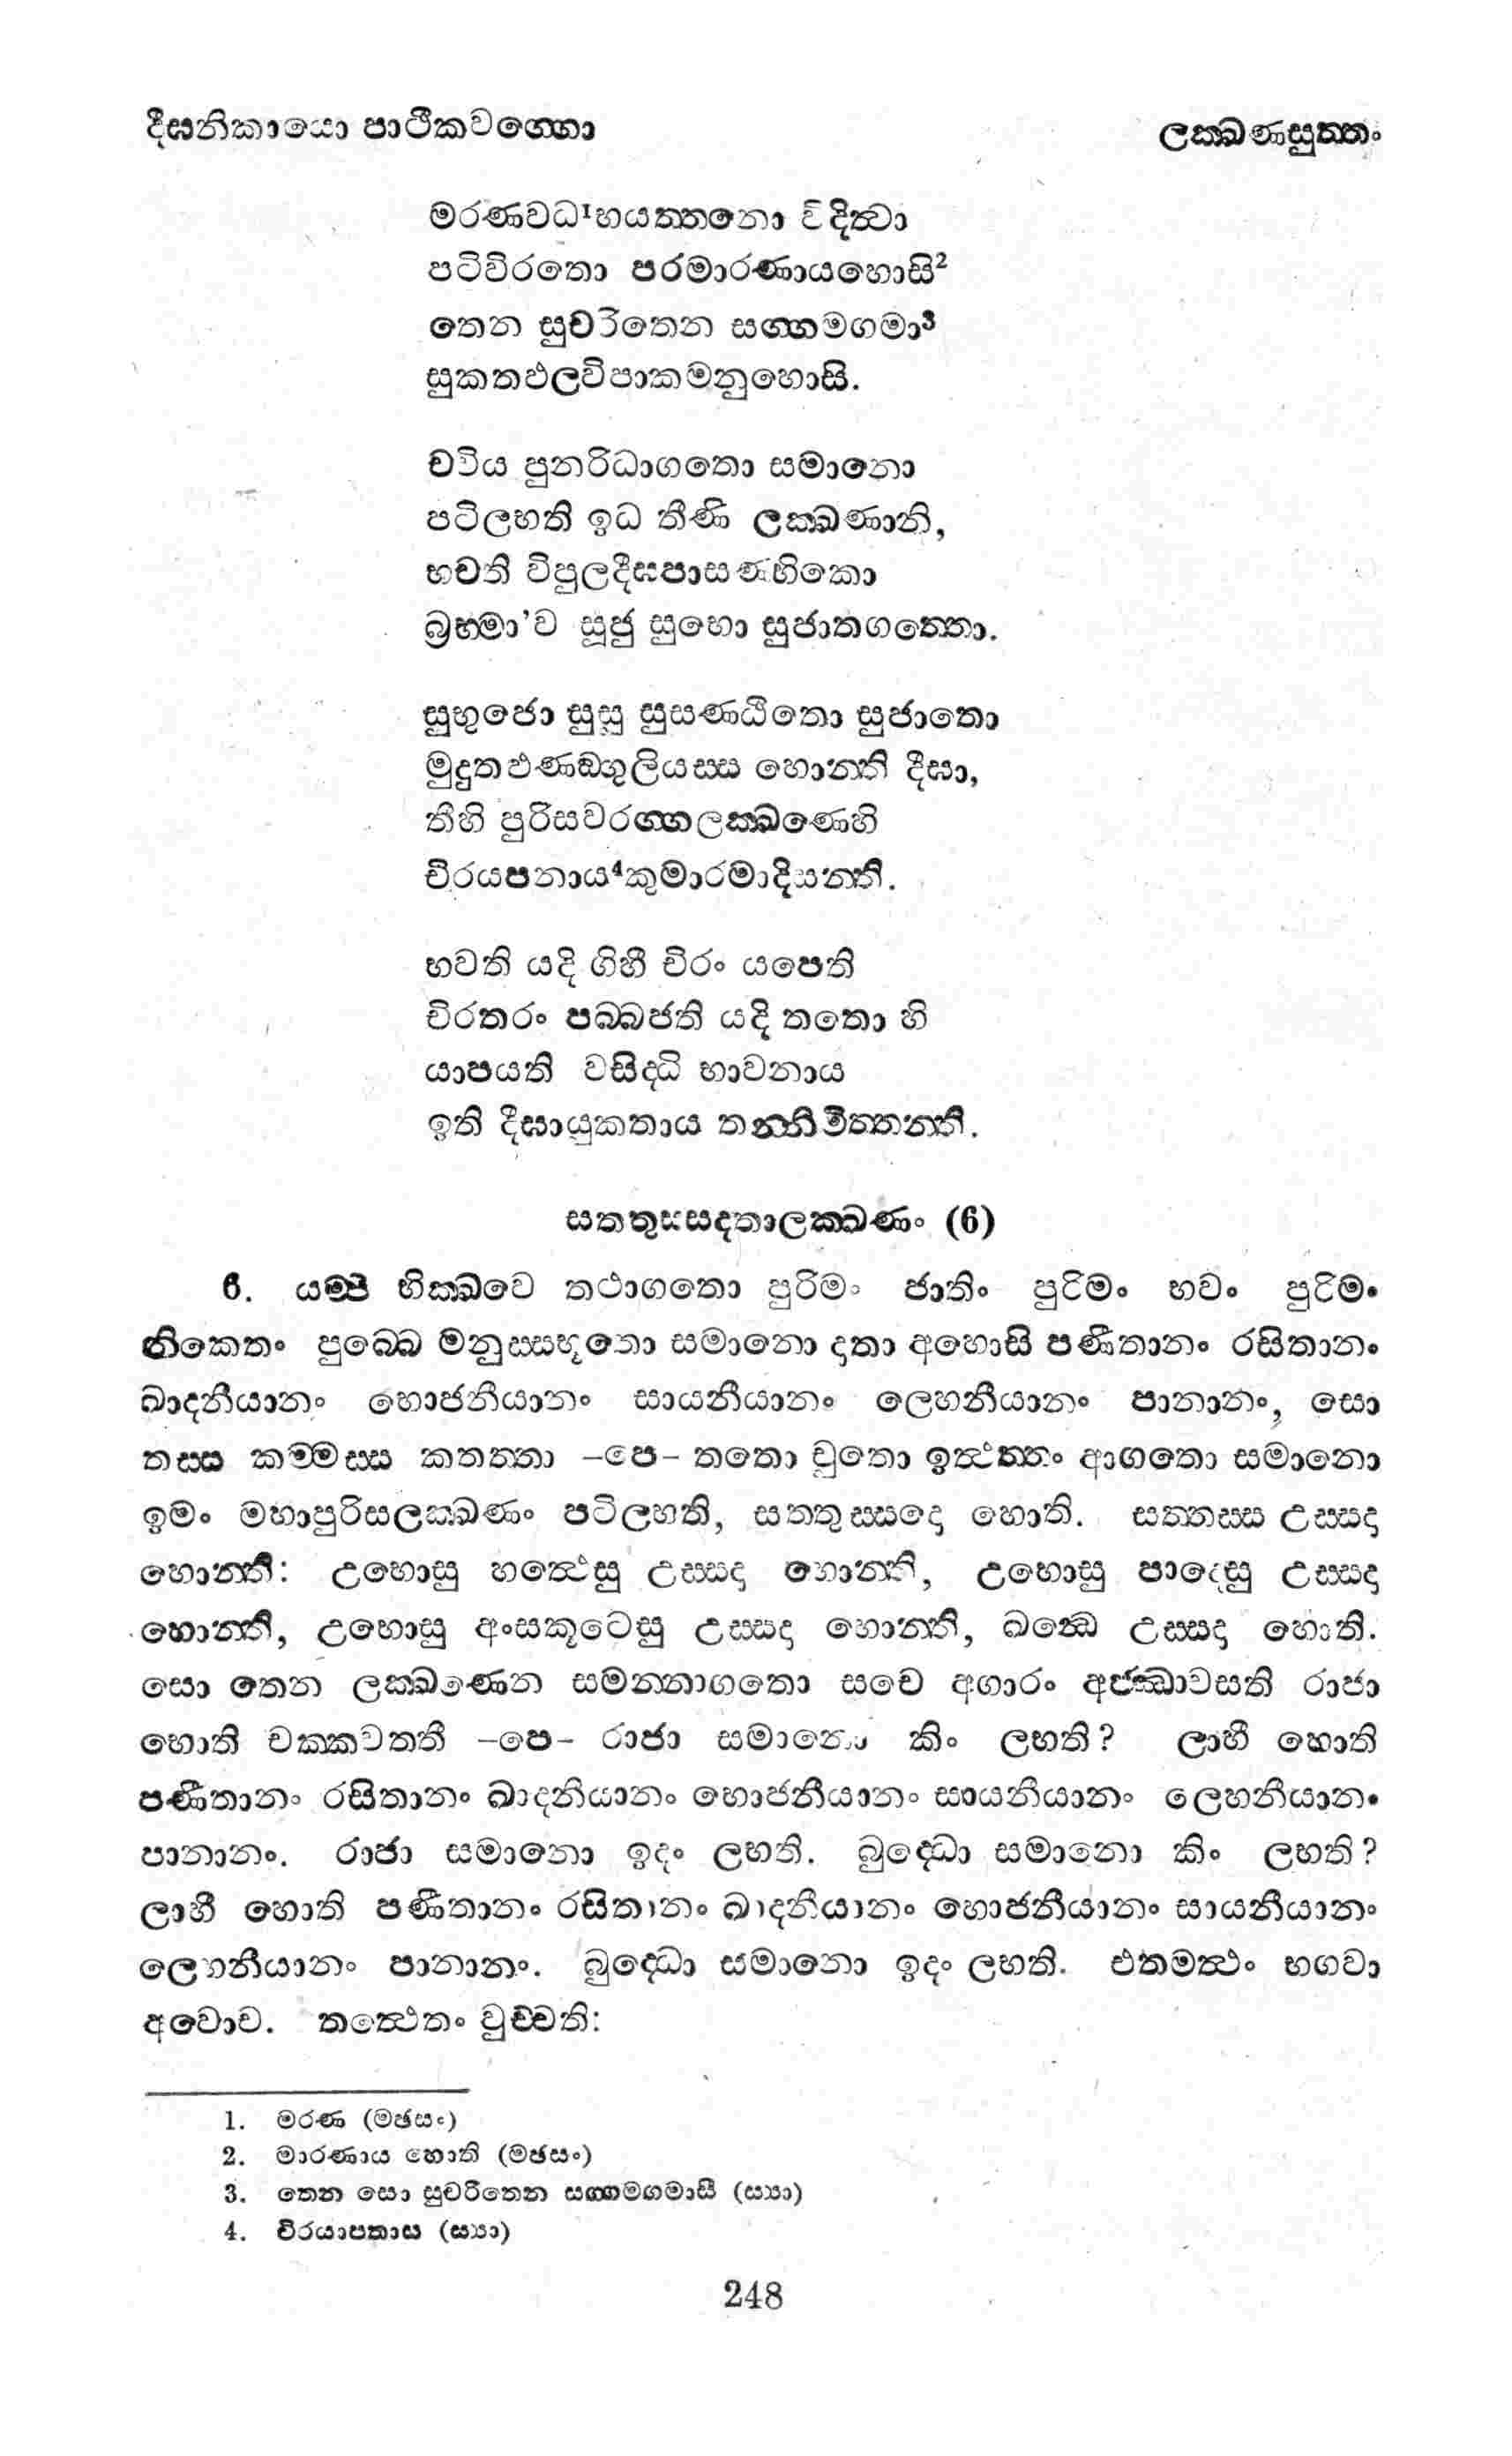 දීඝනිකායො පාථිකවග්ගො
ලක්ඛණසුත්තං
මරණවධ¹භයත්තනො විදිත්වා
පටිවිරතො පරමාරණායහොසි²
තෙන සුචරිතෙන සග්ගමගමා³
සුකතඵලවිපාකමනුභොසි.
චවිය පුනරිධාගතො සමානො
පටිලභති ඉධ තීණි ලක්ඛණානි,
භවති විපුලදීඝපාසණ්හිකො
බ්‍රහ්මා'ව සූජු සුභො සුජාතගත්තො.
සුභුජො සුසු සුසණ්ඨිතො සුජාතො
මුදුතඵණඞ්ගුලියස්ස හොන්ති දීඝා,
තීහි පුරිසවරග්ගලක්ඛණෙහි
චිරයපනාය⁴කුමාරමාදියන්ති.
භවති යදි ගිහී චිරං යපෙති
චිරතරං පබ්බජති යදි තතො හි
යාපයති වසිද්ධි භාවනාය
ඉති දීඝායුකතාය තන්නිමිත්තන්ති.
සත්තුස්සදතාලක්ඛණං (6)
6. යම්පි භික්ඛවෙ තථාගතො පුරිමං ජාතිං පුරිමං භවං පුරිමං
නිකෙතං පුබ්බෙ මනුස්සභූතො සමානො දාතා අහොසි පණීතානං රසිතානං
ඛාදනීයානං භොජනීයානං සායනීයානං ලෙහනීයානං පානානං, සො
තස්ස කම්මස්ස කතත්තා -පෙ- තතො චුතො ඉත්ථත්තං ආගතො සමානො
ඉමං මහාපුරිසලක්ඛණං පටිලභති, සත්තුස්සදො හොති. සත්තස්ස උස්සදා
හොන්ති: උභොසු හත්ථෙසු උස්සදා හොන්ති, උභොසු පාදෙසු උස්සදා
හොන්ති, උභොසු අංසකූටෙසු උස්සදා හොන්ති, ඛන්ධෙ උස්සදා හොති.
සො තෙන ලක්ඛණෙන සමන්නාගතො සචෙ අගාරං අජ්ඣාවසති රාජා
හොති චක්කවත්තී -පෙ- රාජා සමානො කිං ලභති? ලාභී හොති
පණීතානං රසිතානං ඛාදනීයානං භොජනීයානං සායනීයානං ලෙහනීයානං
පානානං. රාජා සමානො ඉදං ලභති. බුද්ධො සමානො කිං ලභති?
ලාභී හොති පණීතානං රසිතානං ඛාදනීයානං භොජනීයානං සායනීයානං
ලෙහනීයානං පානානං. බුද්ධො සමානො ඉදං ලභති. එතමත්ථං භගවා
අවොච. තත්ථෙතං වුච්චති:
1. මරණ (මඡසං)
2. මාරණාය හොති (මඡසං)
3. තෙන සො සුචරිතෙන සග්ගමගමාසි (ස්‍යා)
4. චිරයාපතාස (ස්‍යා)
248